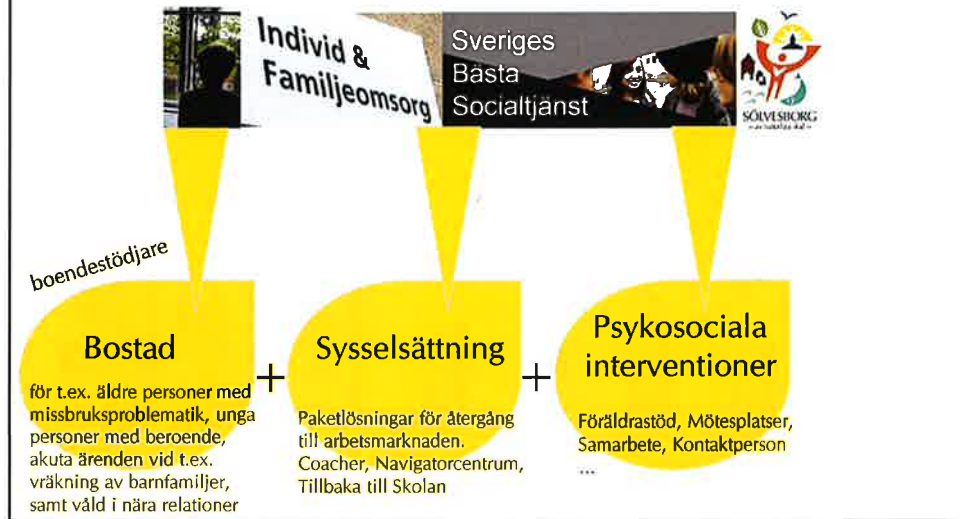 Individ &
Familjeomsorg
Sveriges
Bästa
Socialtjänst
SÖLVESBORG
boendestödjare
Bostad
för t.ex. äldre personer med
missbruksproblematik, unga
personer med beroende,
akuta ärenden vid t.ex.
vräkning av barnfamiljer,
samt våld i nära relationer
+
Sysselsättning
Paketlösningar för återgång
till arbetsmarknaden.
Coacher, Navigatorcentrum,
Tillbaka till Skolan
+
Psykosociala
interventioner
Föräldrastöd, Mötesplatser,
Samarbete, Kontaktperson
...